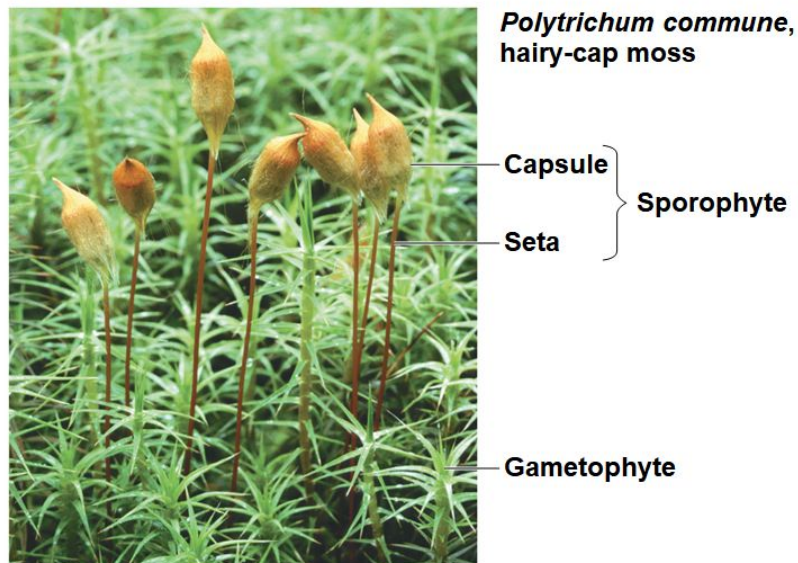 Polytrichum commune,
hairy-cap moss
Capsule
Sporophyte
Seta
Gametophyte